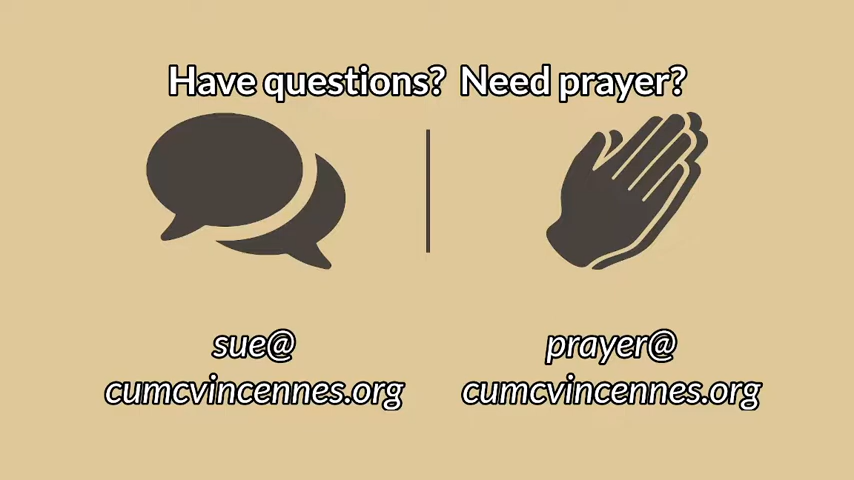 Have questions?  Need prayer?
sue@
cumcvincennes.org
prayer@
cumcvincennes.org